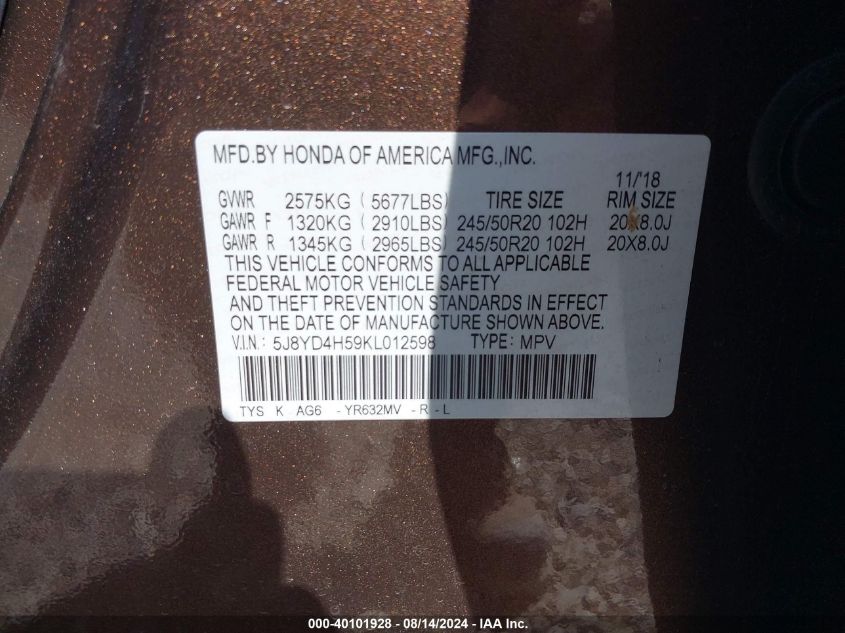 MFD.BY HONDA OF AMERICA MFG.,INC.
11/'18
GVWR 2575KG ( 5677LBS) TIRE SIZE RIM SIZE
GAWR F 1320KG ( 2910LBS) 245/50R20 102H 20X8.0J
GAWR R 1345KG ( 2965LBS) 245/50R20 102H 20X8.0J
THIS VEHICLE CONFORMS TO ALL APPLICABLE
FEDERAL MOTOR VEHICLE SAFETY
AND THEFT PREVENTION STANDARDS IN EFFECT
ON THE DATE OF MANUFACTURE SHOWN ABOVE.
V.I.N.: 5J8YD4H59KL012598 TYPE: MPV
TYS K AG6 -YR632MV -R -L
000-40101928 - 08/14/2024 - IAA Inc.